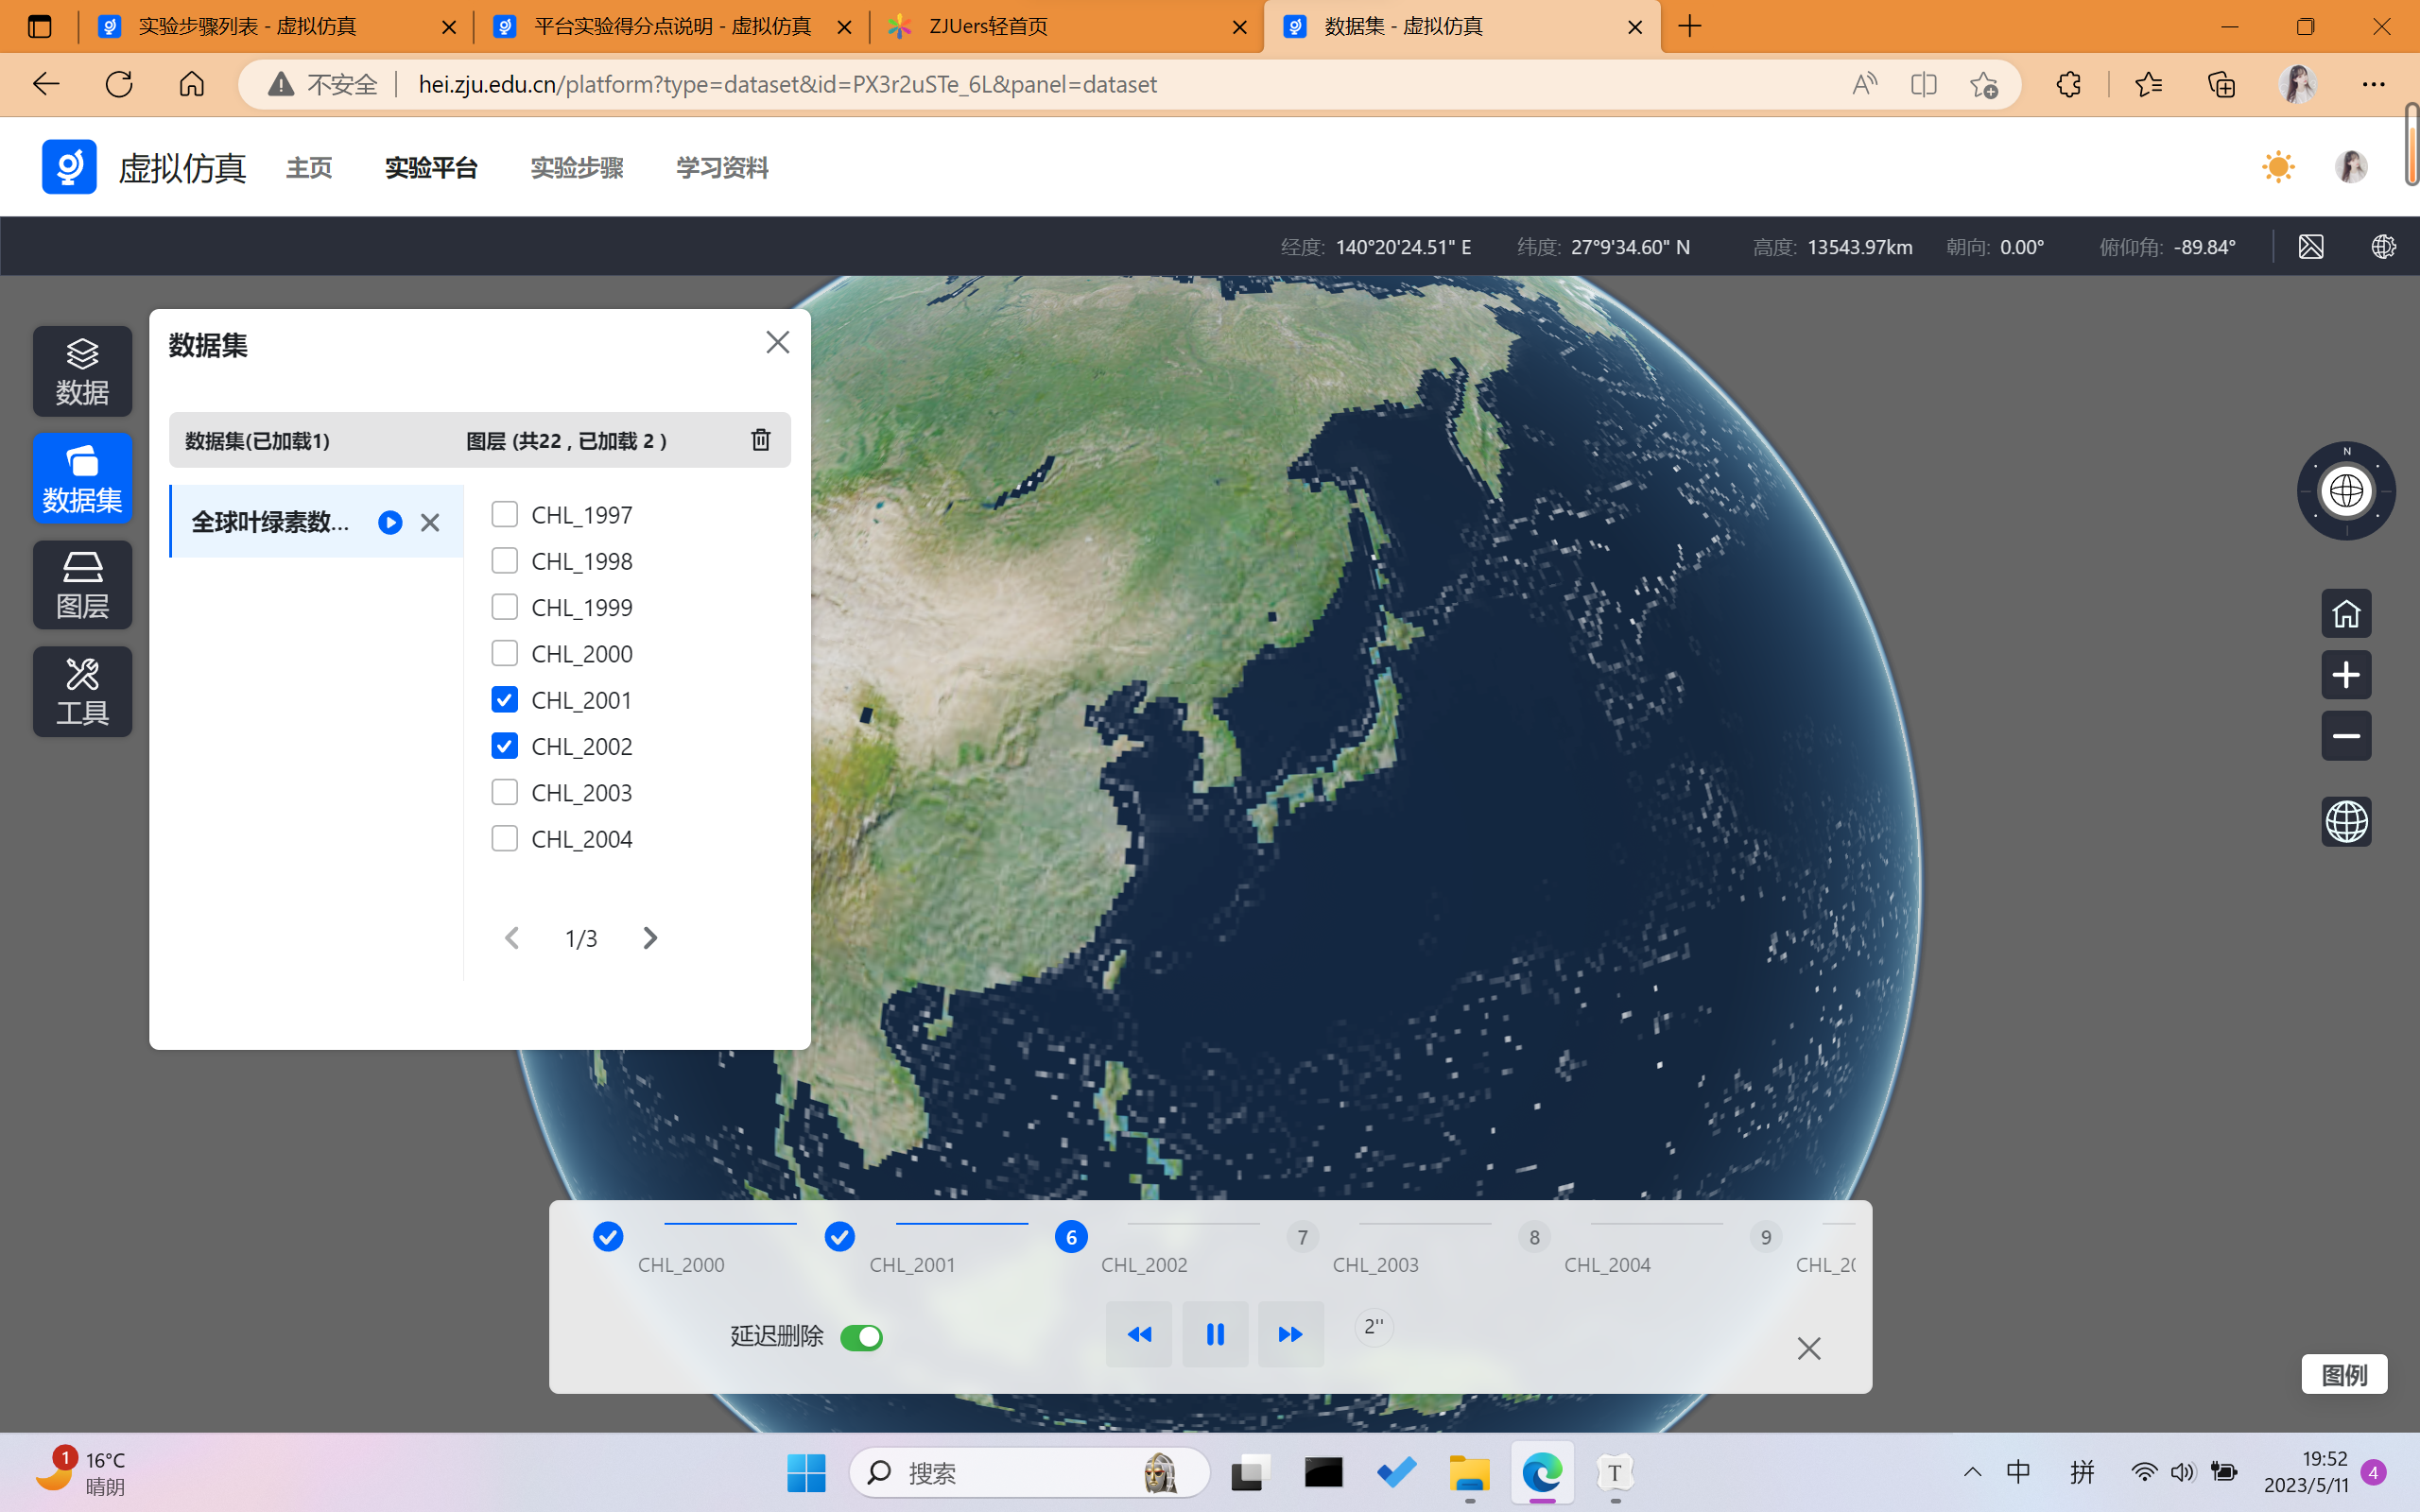 实验步骤列表 - 虚拟仿真
平台实验得分点说明 - 虚拟仿真
ZJUers轻首页
数据集 - 虚拟仿真
不安全
hei.zju.edu.cn/platform?type=dataset&id=PX3r2uSTe_6L&panel=dataset
虚拟仿真
主页
实验平台
实验步骤
学习资料
经度: 140°20'24.51" E
纬度: 27°9'34.60" N
高度: 13543.97km
朝向: 0.00°
俯仰角: -89.84°
数据
数据集
图层
工具
数据集
数据集(已加载1)
图层 (共22 , 已加载 2 )
全球叶绿素数...
CHL_1997
CHL_1998
CHL_1999
CHL_2000
CHL_2001
CHL_2002
CHL_2003
CHL_2004
1/3
N
6
7
8
9
CHL_2000
CHL_2001
CHL_2002
CHL_2003
CHL_2004
CHL_20
延迟删除
2''
图例
1
16°C
晴朗
搜索
T
中
拼
19:52
2023/5/11
4